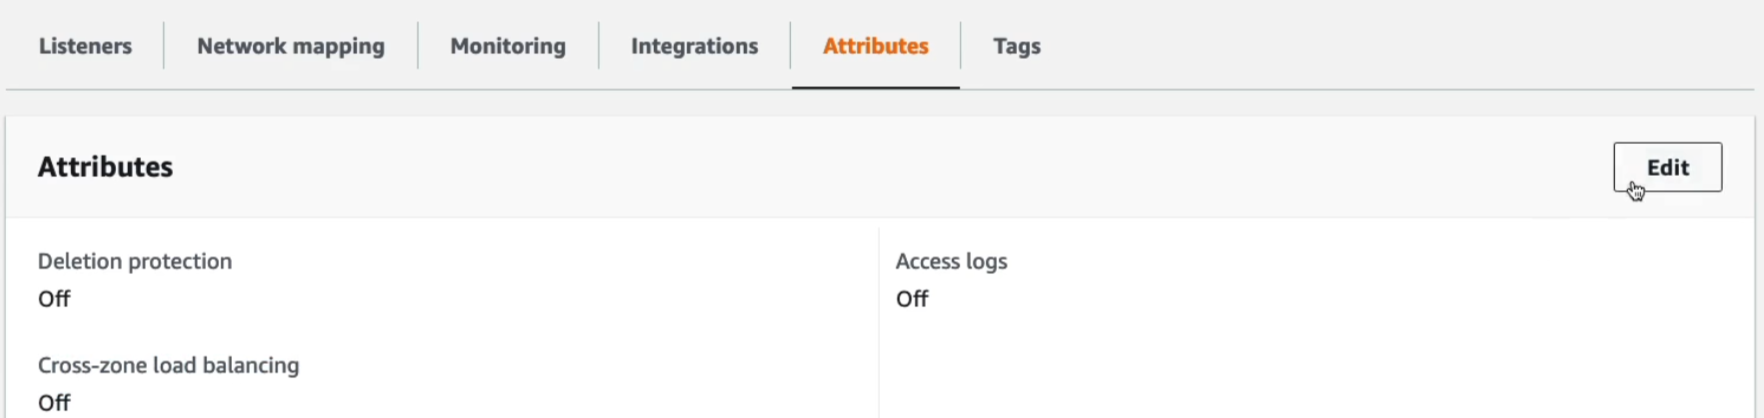 Listeners
Network mapping
Monitoring
Integrations
Attributes
Tags
Attributes
Edit
Deletion protection
Off
Access logs
Off
Cross-zone load balancing
Off